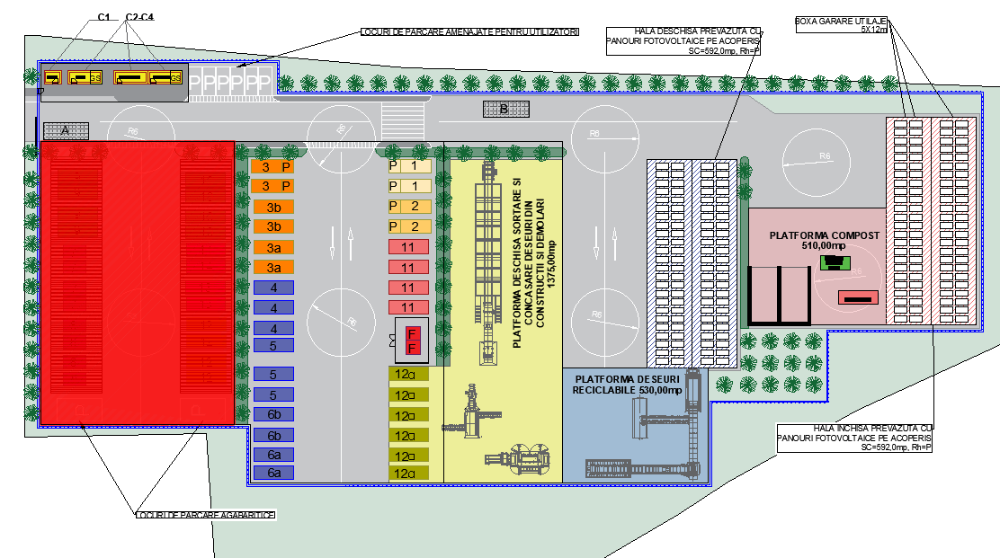 C1 C2-C4
LOCURI DE PARCARE AMENAJATE PENTRU UTILIZATORI
HALA DESCHISA PREVAZUTA CU
PANOURI FOTOVOLTAICE PE ACOPERIS
SC=592,0mp, Rh=P
BOXA GARARE UTILAJE
5X12m
GS GS
P P P P P P
A
B
R6
R6
R6
R6
3 P
3 P
3b
3b
3a
3a
4
4
4
5
5
5
6b
6b
6a
6a
P 1
P 1
P 2
P 2
11
11
11
11
F
F
12a
12a
12a
12a
12a
12a
R6
R6
PLATFORMA DESCHISA SORTARE SI
CONCASARE DESEURI DIN
CONSTRUCTII SI DEMOLARI
1375,00mp
PLATFORMA COMPOST
510,00mp
R6
PLATFORMA DESEURI
RECICLABILE 530,00mp
HALA INCHISA PREVAZUTA CU
PANOURI FOTOVOLTAICE PE ACOPERIS
SC=592,0mp, Rh=P
LOCURI DE PARCARE AGABARITICE